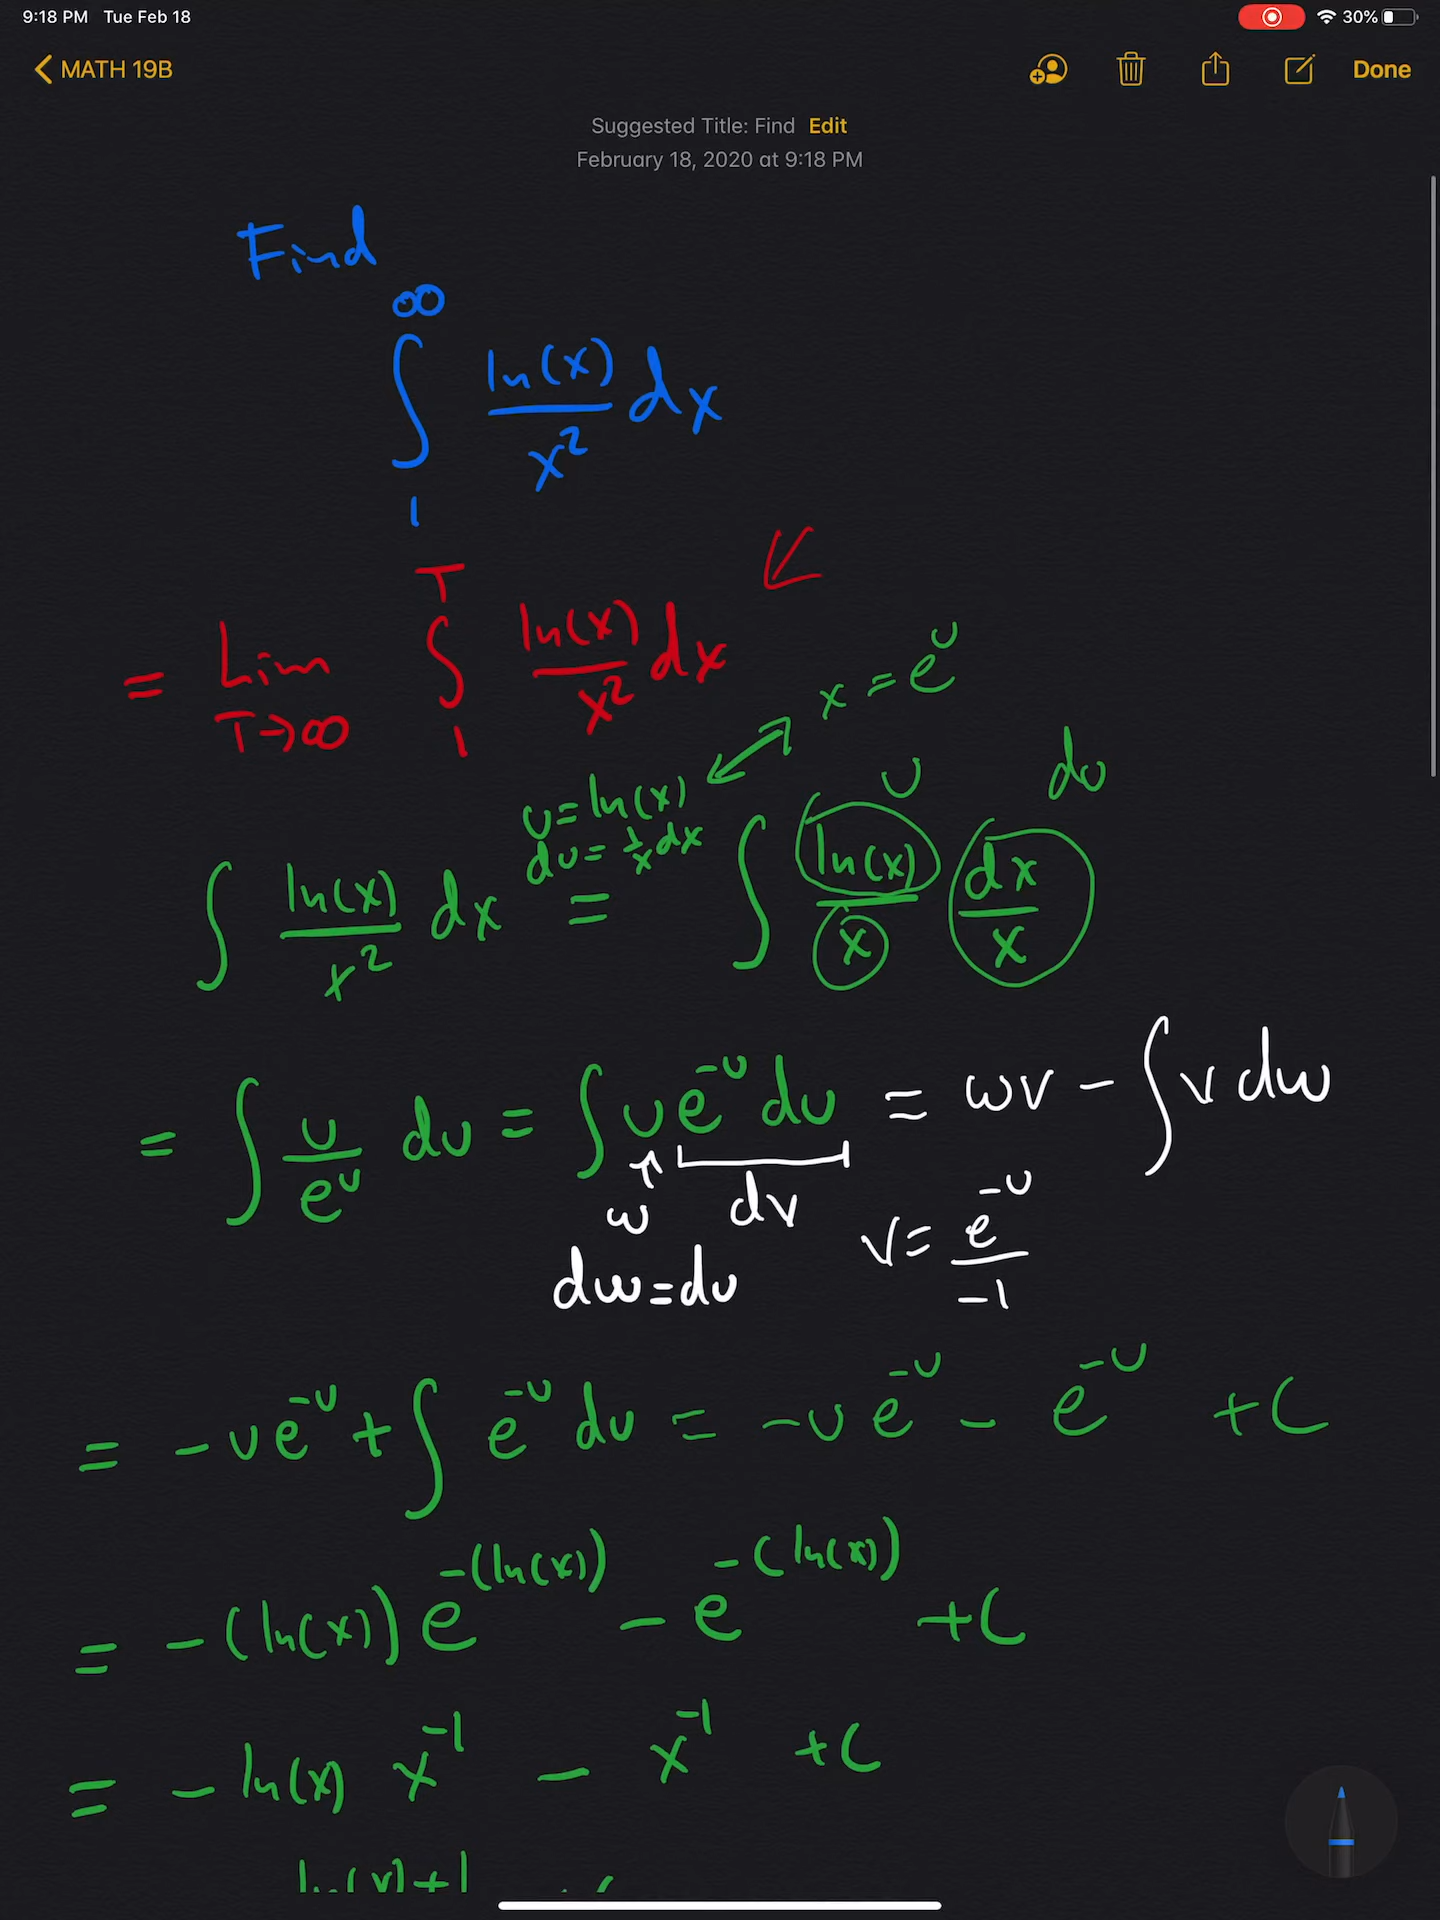 9:18 PM Tue Feb 18 30%
MATH 19B Done
Suggested Title: Find Edit
February 18, 2020 at 9:18 PM
Find
∫₁^∞ ln(x)/x² dx
= Lim T→∞ ∫₁^T ln(x)/x² dx
x = e^u
u = ln(x)
du = 1/x dx
u du
∫ ln(x)/x² dx = ∫ ln(x)/x dx/x
= ∫ u/e^u du = ∫ u e^-u du = wv - ∫ v dw
w dv v = e^-u/-1
dw = du
= -ue^-u + ∫ e^-u du = -ue^-u - e^-u + C
= -(ln(x)) e^-(ln(x)) - e^-(ln(x)) + C
= -ln(x) x^-1 - x^-1 + C
ln(x)+1